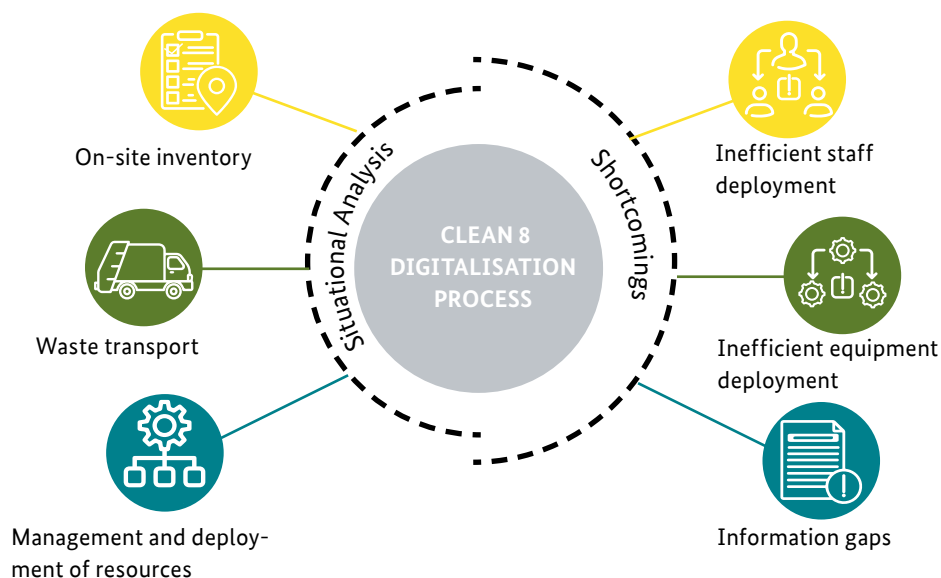 On-site inventory
Waste transport
Management and deploy-
ment of resources
Situational Analysis
CLEAN 8
DIGITALISATION
PROCESS
Shortcomings
Inefficient staff
deployment
Inefficient equipment
deployment
Information gaps